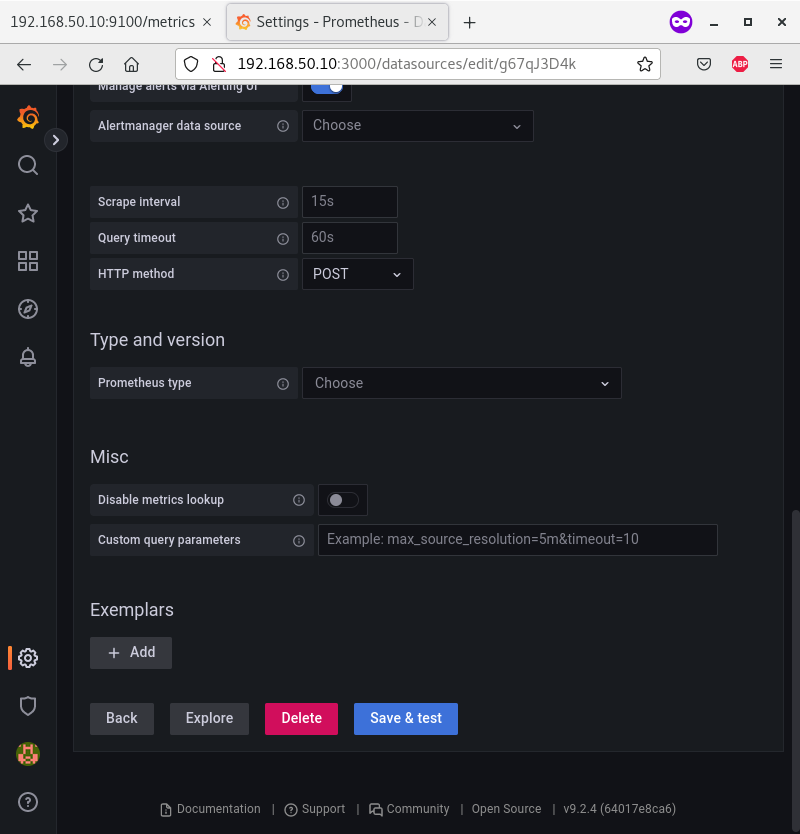 192.168.50.10:9100/metrics
Settings - Prometheus - D
192.168.50.10:3000/datasources/edit/g67qJ3D4k
ABP
Manage alerts via Alerting UI
Alertmanager data source Choose
Scrape interval 15s
Query timeout 60s
HTTP method POST
Type and version
Prometheus type Choose
Misc
Disable metrics lookup
Custom query parameters Example: max_source_resolution=5m&timeout=10
Exemplars
+ Add
Back Explore Delete Save & test
Documentation | Support | Community | Open Source | v9.2.4 (64017e8ca6)